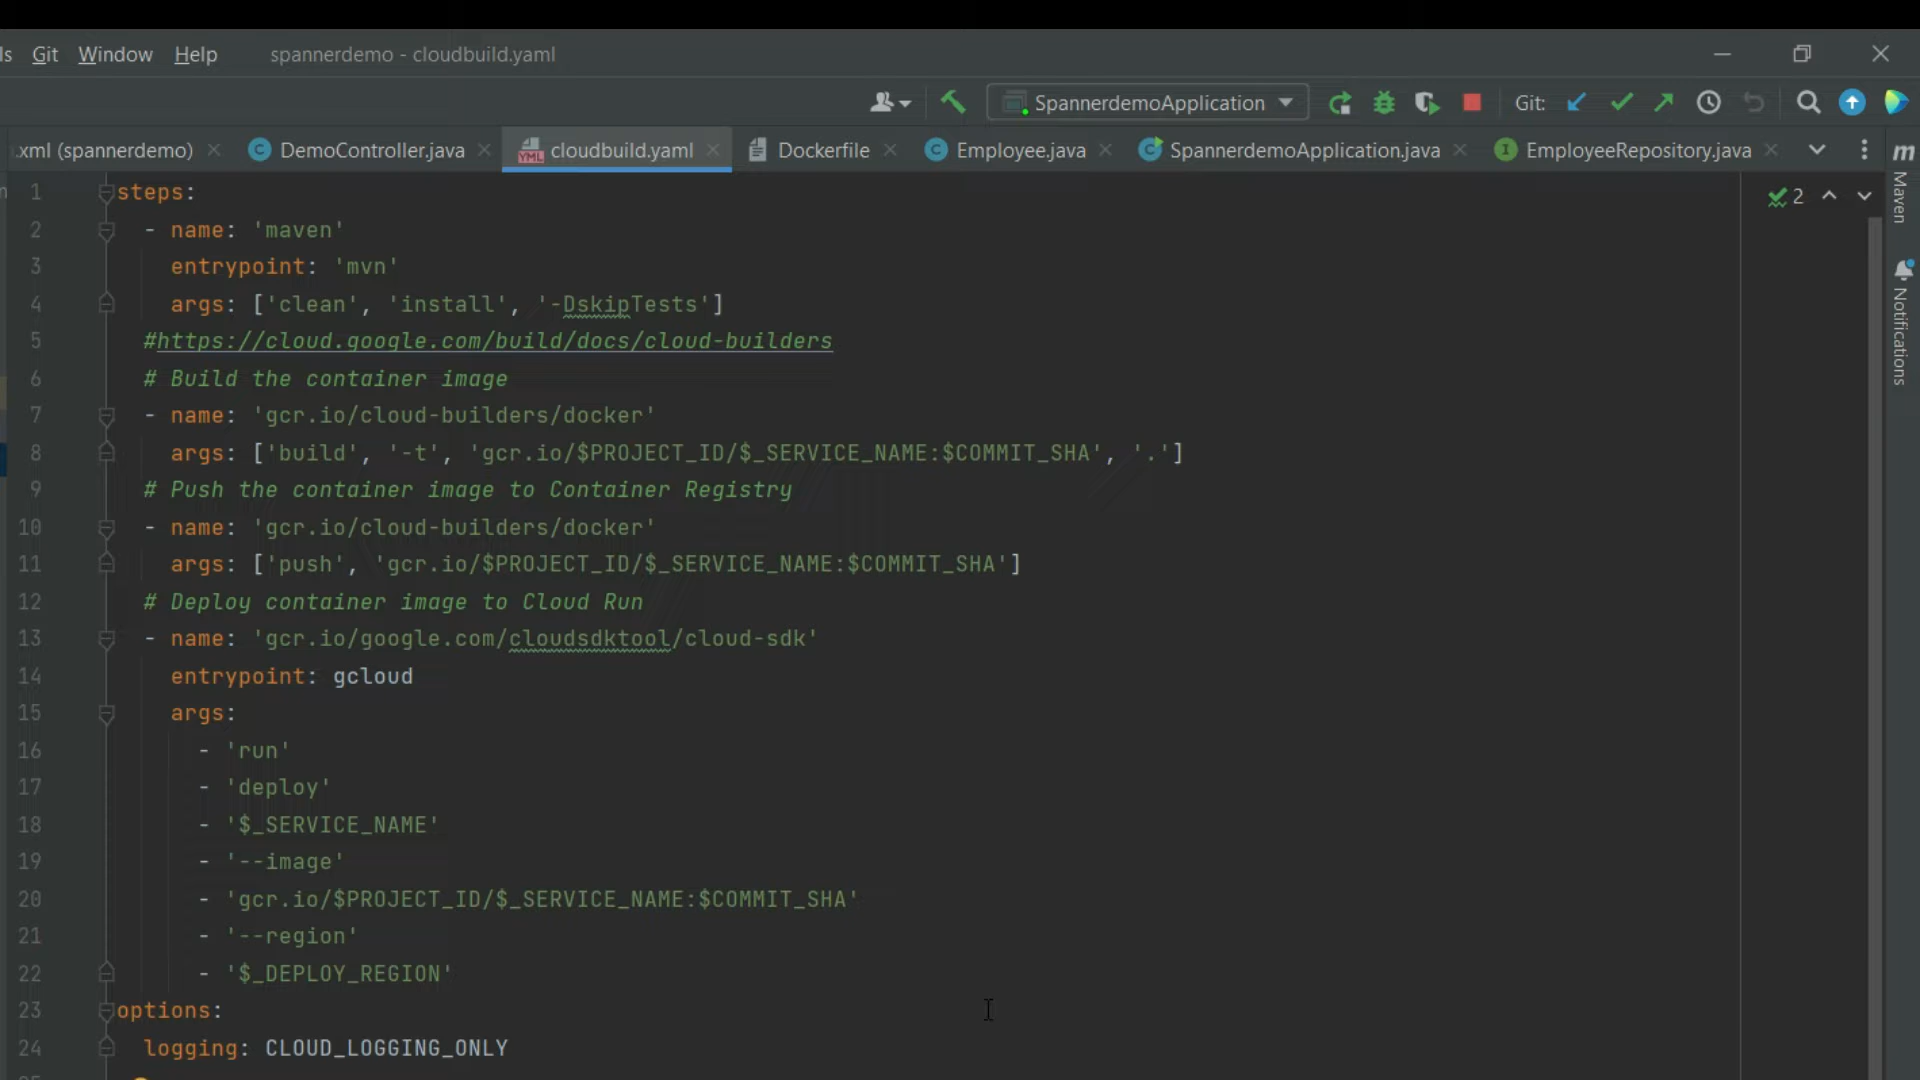 ls Git Window Help spannerdemo - cloudbuild.yaml
SpannerdemoApplication Git:
.xml (spannerdemo) DemoController.java cloudbuild.yaml Dockerfile Employee.java SpannerdemoApplication.java EmployeeRepository.java
1 steps:
2 - name: 'maven'
3 entrypoint: 'mvn'
4 args: ['clean', 'install', '-DskipTests']
5 #https://cloud.google.com/build/docs/cloud-builders
6 # Build the container image
7 - name: 'gcr.io/cloud-builders/docker'
8 args: ['build', '-t', 'gcr.io/$PROJECT_ID/$_SERVICE_NAME:$COMMIT_SHA', '.']
9 # Push the container image to Container Registry
10 - name: 'gcr.io/cloud-builders/docker'
11 args: ['push', 'gcr.io/$PROJECT_ID/$_SERVICE_NAME:$COMMIT_SHA']
12 # Deploy container image to Cloud Run
13 - name: 'gcr.io/google.com/cloudsdktool/cloud-sdk'
14 entrypoint: gcloud
15 args:
16 - 'run'
17 - 'deploy'
18 - '$_SERVICE_NAME'
19 - '--image'
20 - 'gcr.io/$PROJECT_ID/$_SERVICE_NAME:$COMMIT_SHA'
21 - '--region'
22 - '$_DEPLOY_REGION'
23 options:
24 logging: CLOUD_LOGGING_ONLY
2
m
Maven
Notifications